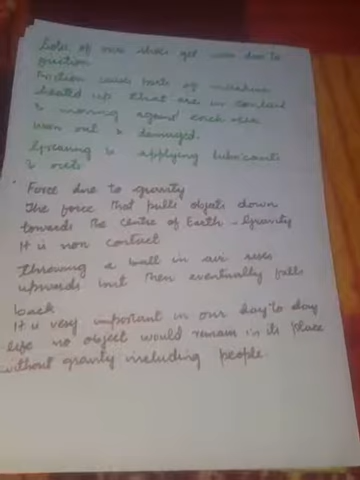 Soles of our shoes get worn due to
friction
Friction causes parts of machine
heated up that are in contact
& moving against each other
worn out & damaged.
Greasing & applying lubricants
&
Force due to gravity
The force that pulls objats down
towards the centre of Earth - Gravity
It is non contact
Throwing a ball in air rises
upwards but then eventually falls
back
It is very important in our day to day
life no object would remain in its place
without gravity including people.